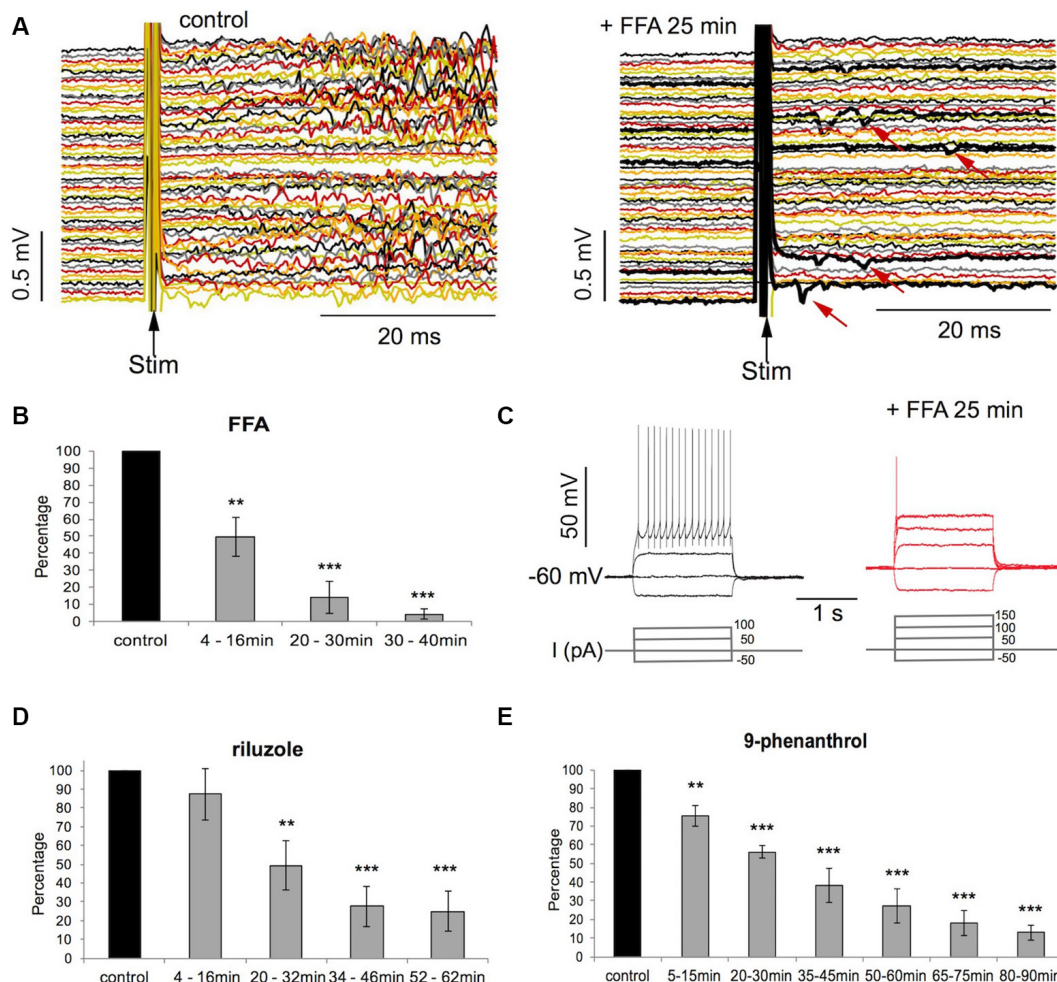 A
control
+ FFA 25 min
0.5 mV
20 ms
Stim
0.5 mV
20 ms
Stim
B
FFA
Percentage
100
90
80
70
60
50
40
30
20
10
0
**
***
***
control
4 - 16min
20 - 30min
30 - 40min
C
+ FFA 25 min
50 mV
-60 mV
1 s
I (pA)
100
50
-50
150
100
50
-50
D
riluzole
Percentage
100
90
80
70
60
50
40
30
20
10
0
**
***
***
control
4 - 16min
20 - 32min
34 - 46min
52 - 62min
E
9-phenanthrol
Percentage
100
90
80
70
60
50
40
30
20
10
0
**
***
***
***
***
***
control
5-15min
20-30min
35-45min
50-60min
65-75min
80-90min